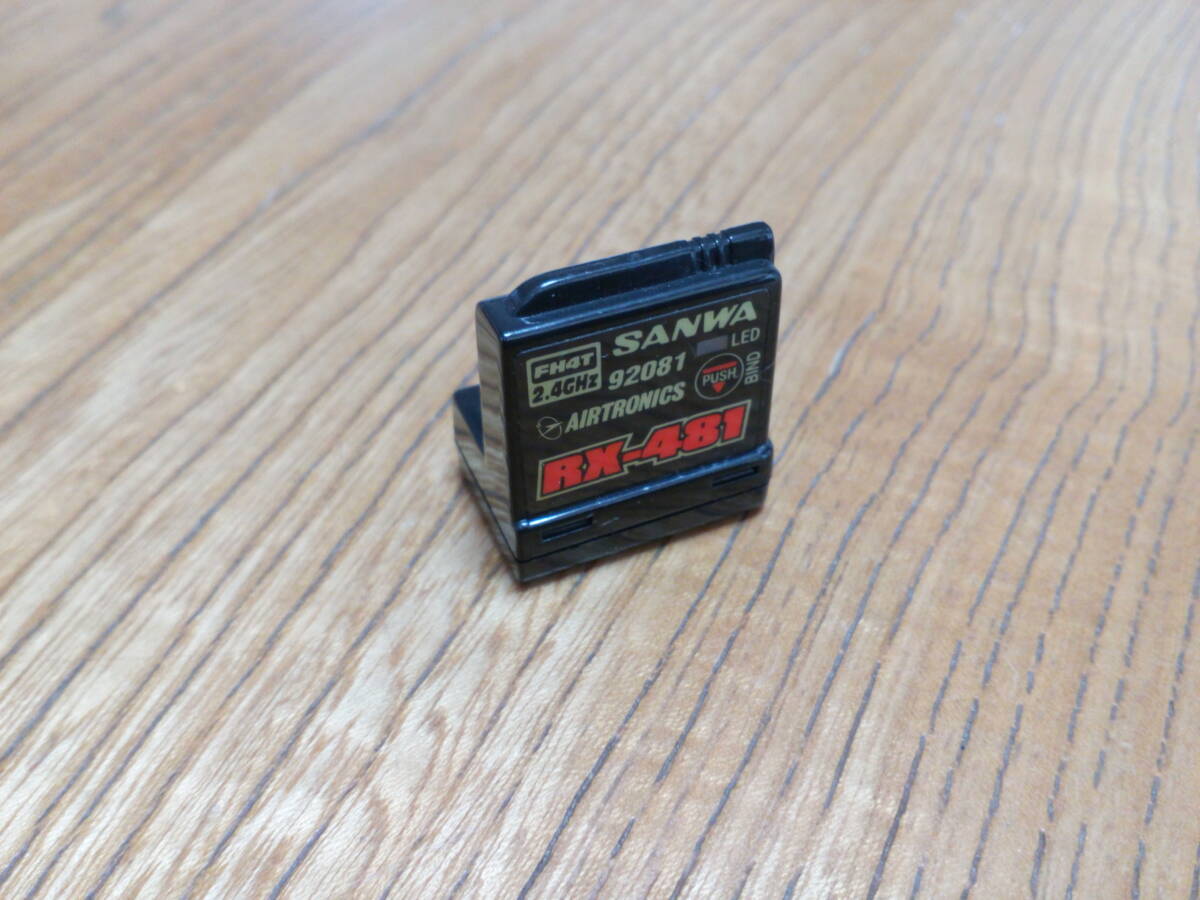 SANWA
LED
FH4T
2.4GHz
92081
PUSH
BIND
AIRTRONICS
RX-481